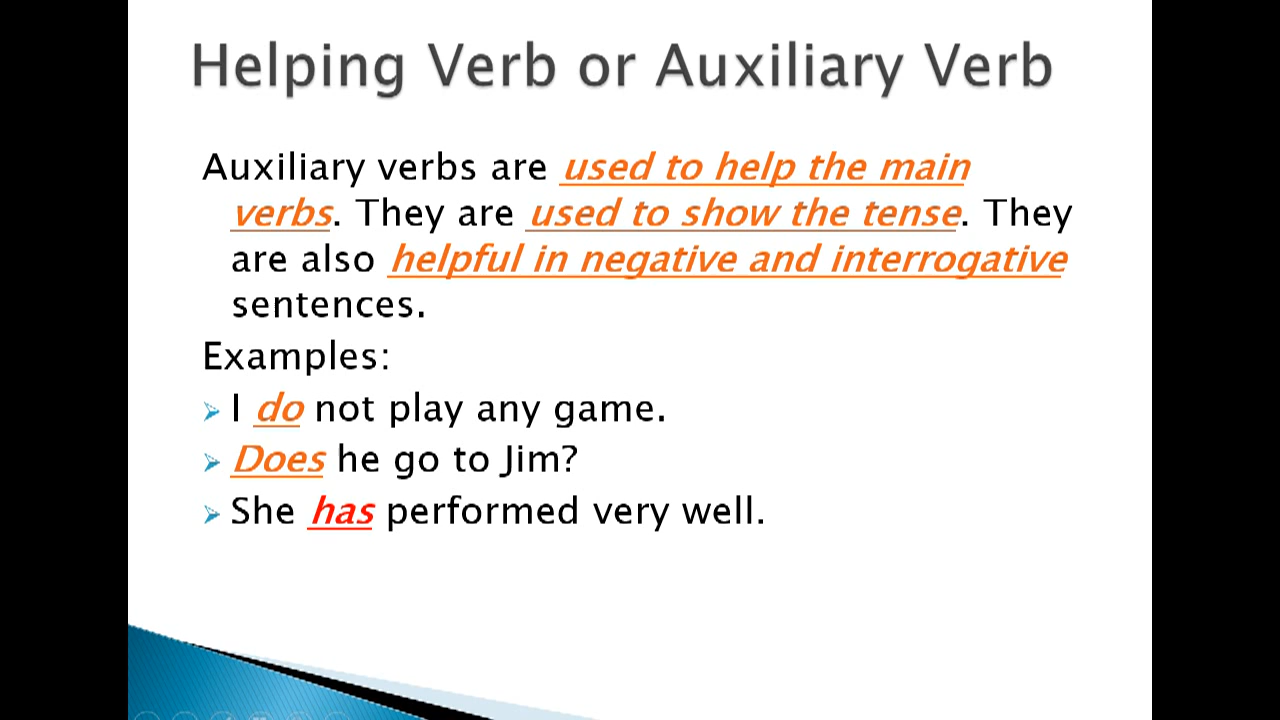 Helping Verb or Auxiliary Verb
Auxiliary verbs are used to help the main
verbs. They are used to show the tense. They
are also helpful in negative and interrogative
sentences.
Examples:
I do not play any game.
Does he go to Jim?
She has performed very well.